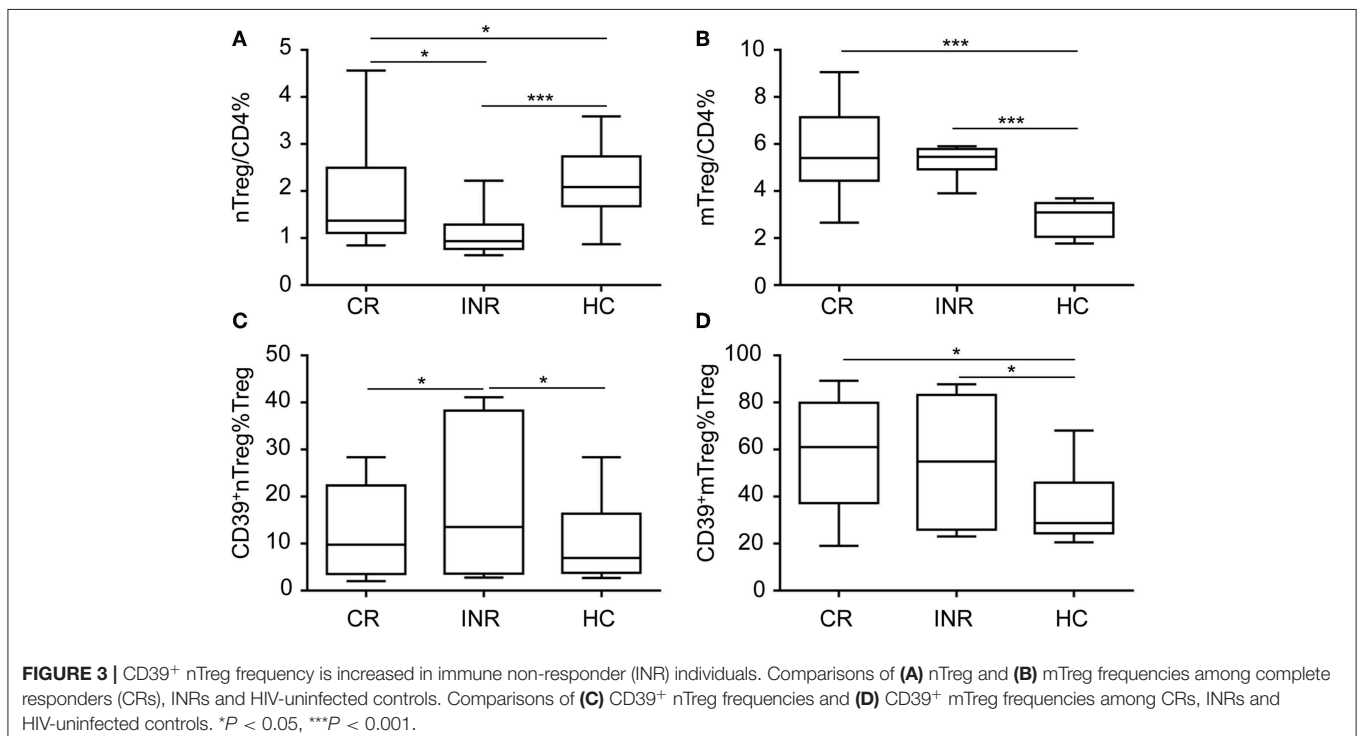 A
B
5
4
3
2
1
0
nTreg/CD4%
*
*
***
CR INR HC
10
8
6
4
2
0
mTreg/CD4%
***
***
CR INR HC
C
D
50
40
30
20
10
0
CD39⁺nTreg%Treg
*
*
CR INR HC
100
80
60
40
20
0
CD39⁺mTreg%Treg
*
*
CR INR HC
FIGURE 3 | CD39⁺ nTreg frequency is increased in immune non-responder (INR) individuals. Comparisons of (A) nTreg and (B) mTreg frequencies among complete
responders (CRs), INRs and HIV-uninfected controls. Comparisons of (C) CD39⁺ nTreg frequencies and (D) CD39⁺ mTreg frequencies among CRs, INRs and
HIV-uninfected controls. *P < 0.05, ***P < 0.001.